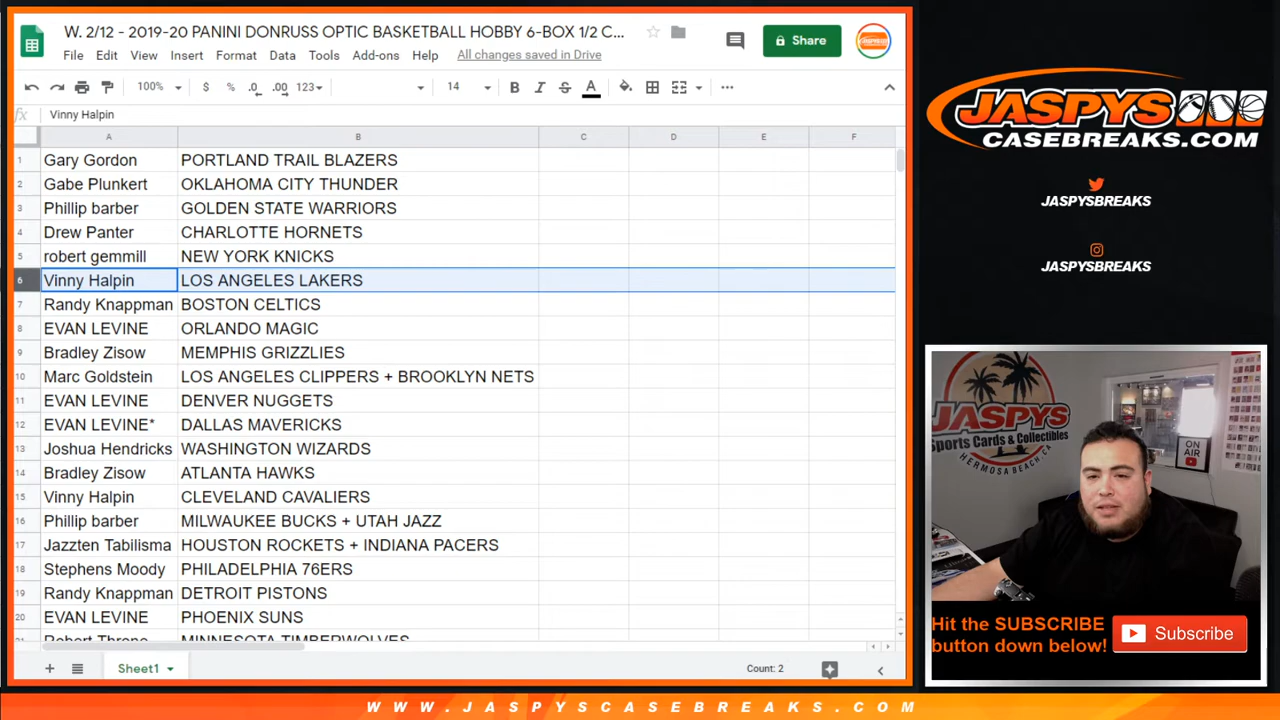 W. 2/12 - 2019-20 PANINI DONRUSS OPTIC BASKETBALL HOBBY 6-BOX 1/2 C...
File Edit View Insert Format Data Tools Add-ons Help All changes saved in Drive
Share
100% $ % .0 .00 123 14 B I S A
fx Vinny Halpin
A B C D E F
1 Gary Gordon PORTLAND TRAIL BLAZERS
2 Gabe Plunkert OKLAHOMA CITY THUNDER
3 Phillip barber GOLDEN STATE WARRIORS
4 Drew Panter CHARLOTTE HORNETS
5 robert gemmill NEW YORK KNICKS
6 Vinny Halpin LOS ANGELES LAKERS
7 Randy Knappman BOSTON CELTICS
8 EVAN LEVINE ORLANDO MAGIC
9 Bradley Zisow MEMPHIS GRIZZLIES
10 Marc Goldstein LOS ANGELES CLIPPERS + BROOKLYN NETS
11 EVAN LEVINE DENVER NUGGETS
12 EVAN LEVINE* DALLAS MAVERICKS
13 Joshua Hendricks WASHINGTON WIZARDS
14 Bradley Zisow ATLANTA HAWKS
15 Vinny Halpin CLEVELAND CAVALIERS
16 Phillip barber MILWAUKEE BUCKS + UTAH JAZZ
17 Jazzten Tabilisma HOUSTON ROCKETS + INDIANA PACERS
18 Stephens Moody PHILADELPHIA 76ERS
19 Randy Knappman DETROIT PISTONS
20 EVAN LEVINE PHOENIX SUNS
21 Robert Throne MINNESOTA TIMBERWOLVES
Sheet1
Count: 2
JASPYS
CASEBREAKS.COM
JASPYSBREAKS
JASPYSBREAKS
JASPYS
Sports Cards & Collectibles
HERMOSA BEACH, CA
ON AIR
Hit the SUBSCRIBE
button down below!
Subscribe
WWW.JASPYSCASEBREAKS.COM